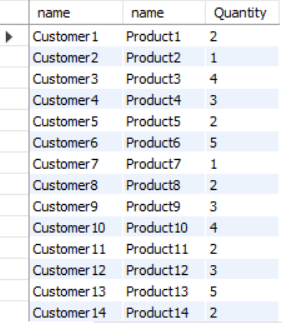 name name Quantity
Customer1 Product1 2
Customer2 Product2 1
Customer3 Product3 4
Customer4 Product4 3
Customer5 Product5 2
Customer6 Product6 5
Customer7 Product7 1
Customer8 Product8 2
Customer9 Product9 3
Customer10 Product10 4
Customer11 Product11 2
Customer12 Product12 3
Customer13 Product13 5
Customer14 Product14 2